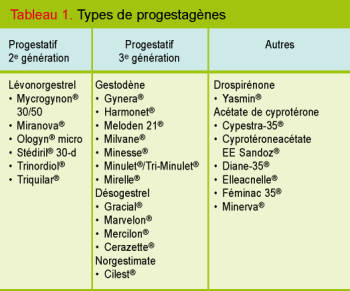 Tableau 1. Types de progestagènes
Progestatif
2e génération
Progestatif
3e génération
Autres
Lévonorgestrel
• Mycrogynon®
30/50
• Miranova®
• Ologyn® micro
• Stédiril® 30-d
• Trinordiol®
• Triquilar®
Gestodène
• Gynera®
• Harmonet®
• Meloden 21®
• Milvane®
• Minesse®
• Minulet®/Tri-Minulet®
• Mirelle®
Désogestrel
• Gracial®
• Marvelon®
• Mercilon®
• Cerazette®
Norgestimate
• Cilest®
Drospirénone
• Yasmin®
Acétate de cyprotérone
• Cypestra-35®
• Cyprotéroneacétate
EE Sandoz®
• Diane-35®
• Elleacnelle®
• Féminac 35®
• Minerva®